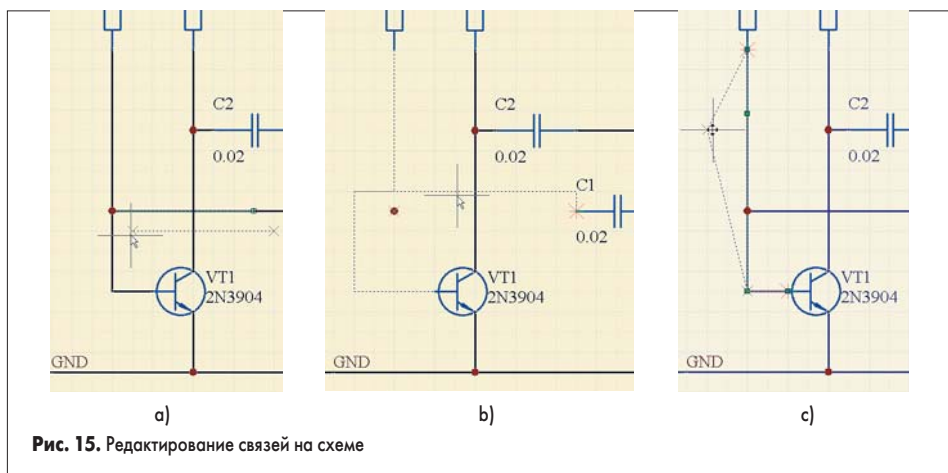 C2
0.02
VT1
2N3904
GND
a)
C2
0.02
C1
0.02
VT1
2N3904
GND
b)
C2
0.02
VT1
2N3904
GND
c)
Рис. 15. Редактирование связей на схеме